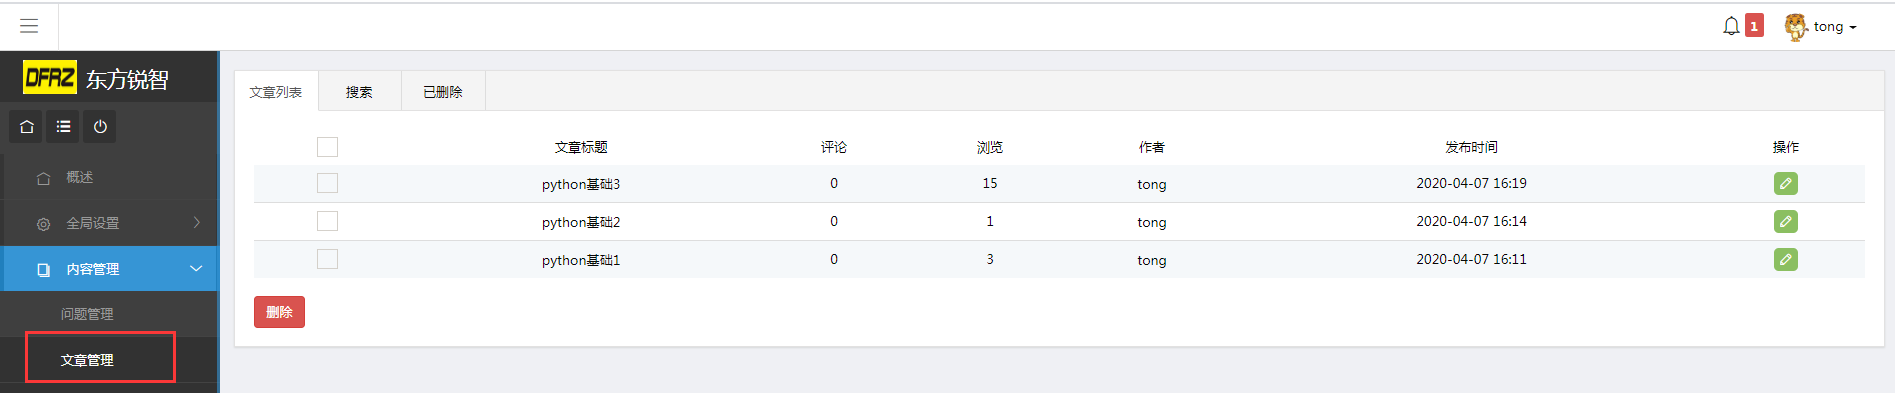 1 tong
DFRZ 东方锐智
概述
全局设置
内容管理
问题管理
文章管理
文章列表 搜索 已删除
文章标题 评论 浏览 作者 发布时间 操作
python基础3 0 15 tong 2020-04-07 16:19
python基础2 0 1 tong 2020-04-07 16:14
python基础1 0 3 tong 2020-04-07 16:11
删除